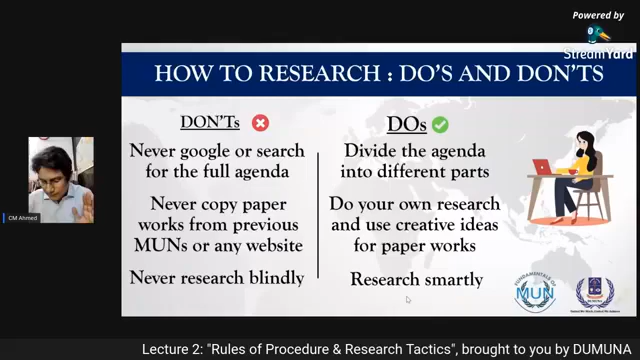 Powered by
StreamYard
HOW TO RESEARCH : DO'S AND DON'TS
DON'Ts
Never google or search
for the full agenda
Never copy paper
works from previous
MUNs or any website
Never research blindly
DOs
Divide the agenda
into different parts
Do your own research
and use creative ideas
for paper works
Research smartly
FUNDAMENTALS OF
MUN
CM Ahmed
Lecture 2: "Rules of Procedure & Research Tactics", brought to you by DUMUNA